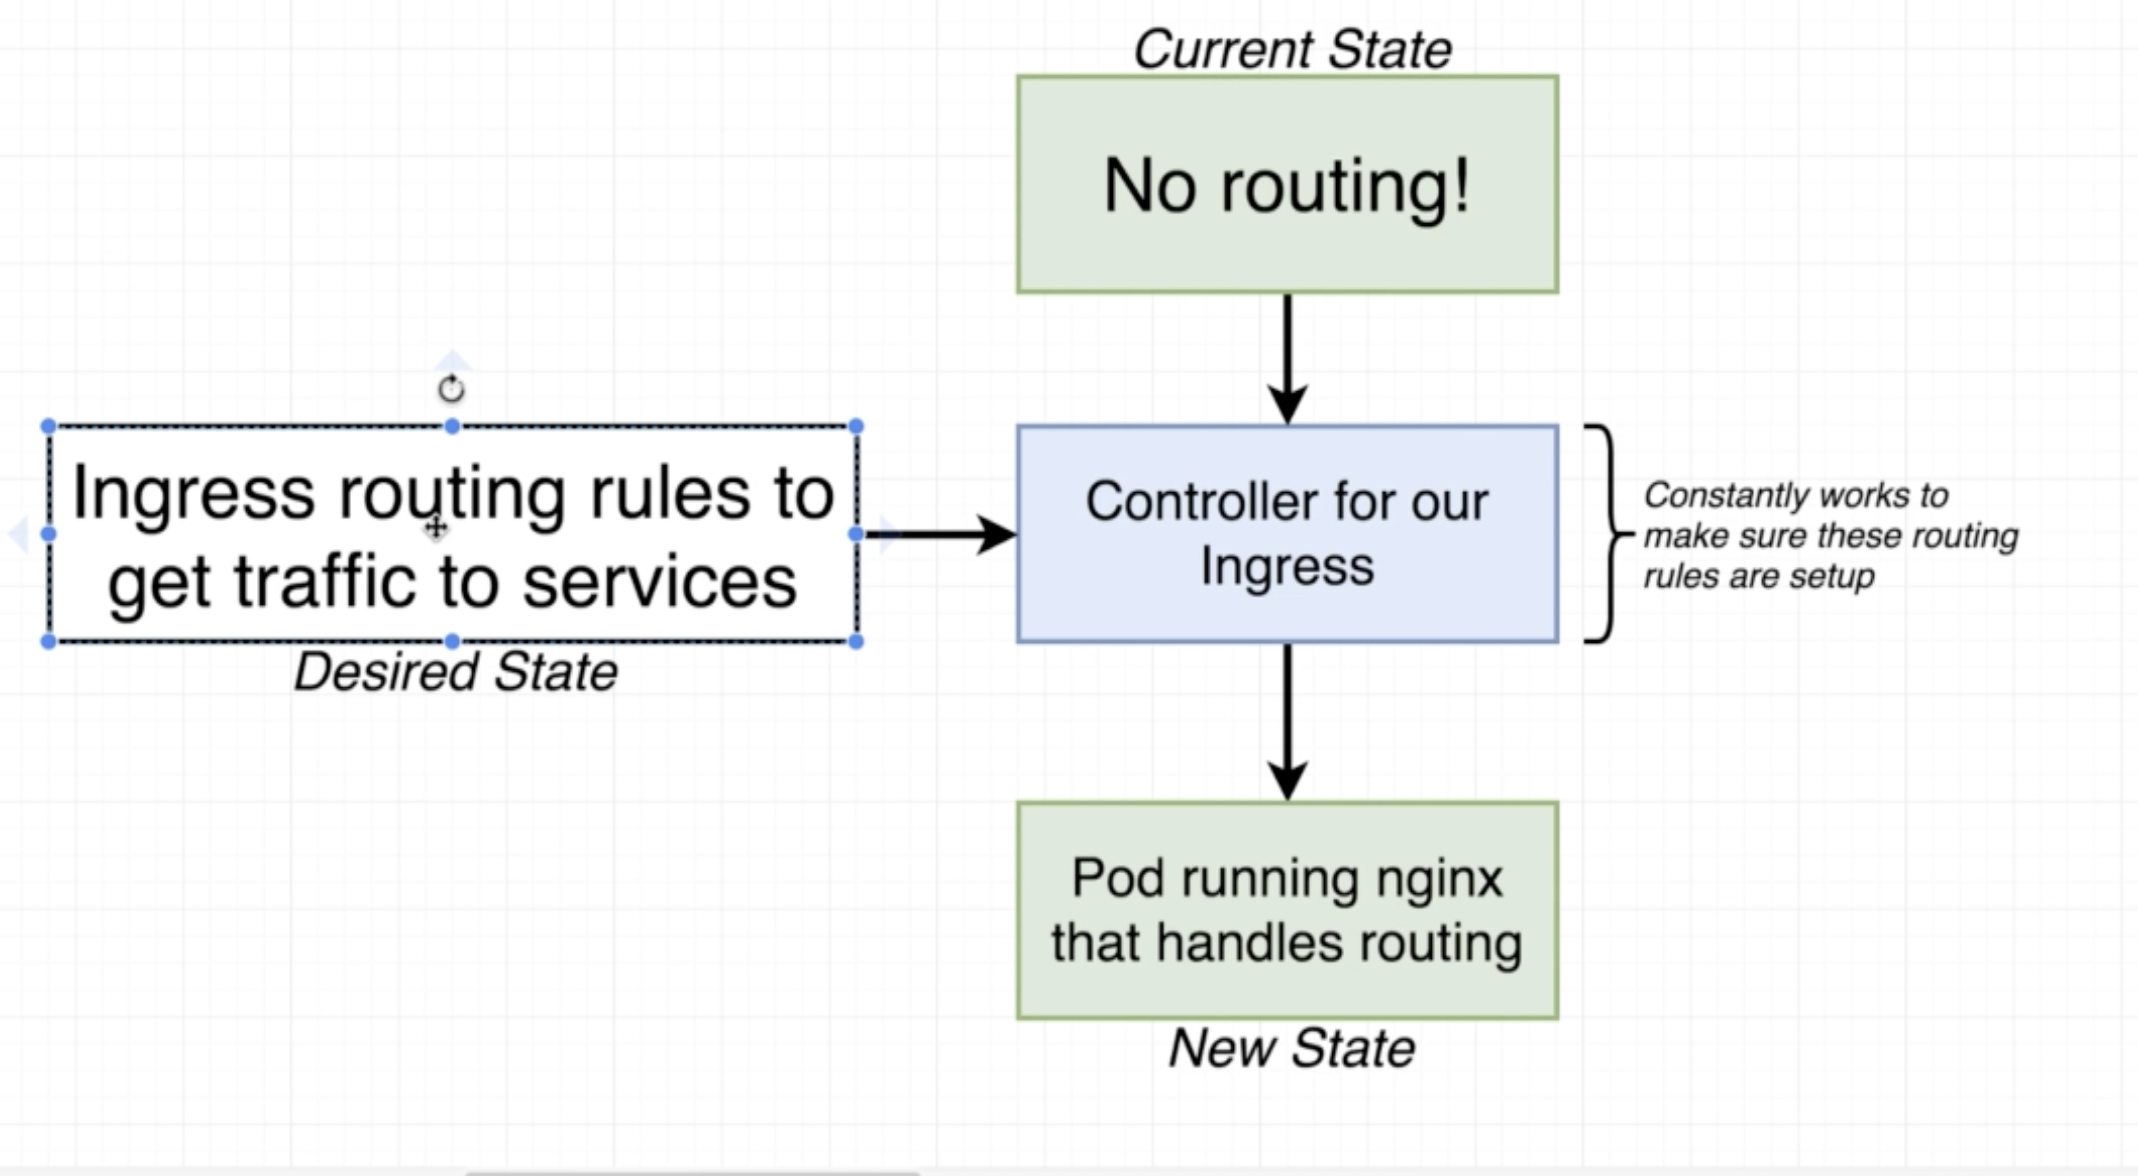 Current State
No routing!
Ingress routing rules to
get traffic to services
Desired State
Controller for our
Ingress
Constantly works to
make sure these routing
rules are setup
Pod running nginx
that handles routing
New State